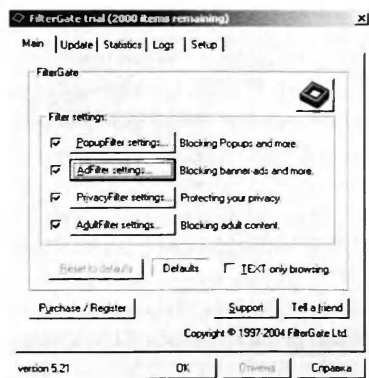 FilterGate trial (2000 items remaining)
Main Update Statistics Logs Setup
FilterGate
Filter settings:
PopupFilter settings... Blocking Popups and more.
AdFilter settings... Blocking banner-ads and more.
PrivacyFilter settings... Protecting your privacy.
AdultFilter settings... Blocking adult content.
Reset to defaults Defaults TEXT only browsing.
Purchase / Register Support Tell a friend
Copyright © 1997-2004 FilterGate Ltd.
version 5.21 OK Отмена Справка